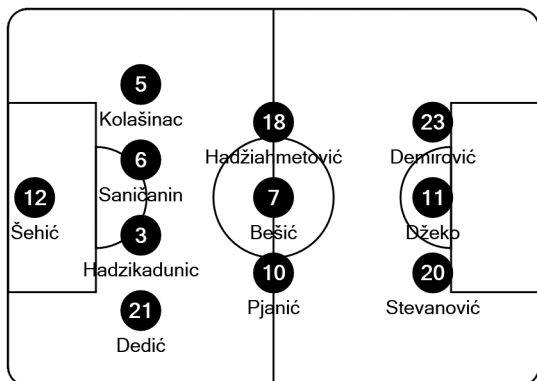 5
Kolašinac
6
Saničanin
12
Šehić
3
Hadzikadunic
21
Dedić
18
Hadžiahmetović
7
Bešić
10
Pjanić
23
Demirović
11
Džeko
20
Stevanović